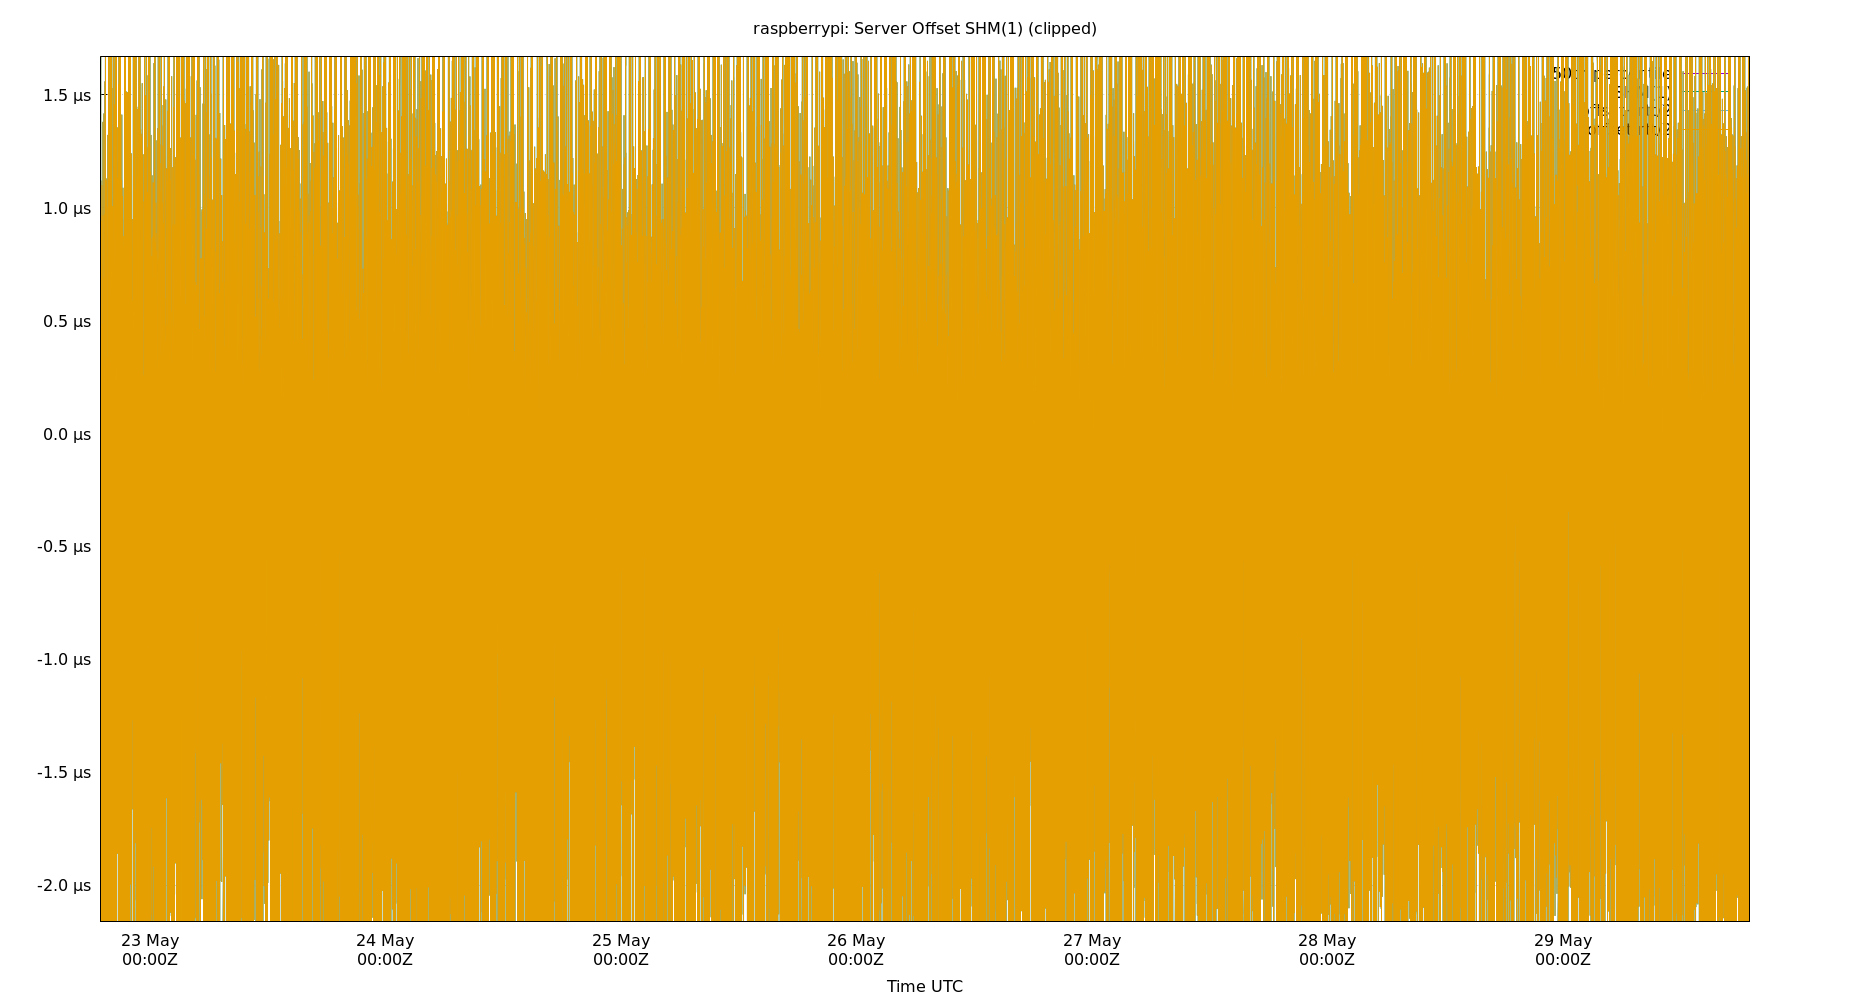 raspberrypi: Server Offset SHM(1) (clipped)
1.5 µs
1.0 µs
0.5 µs
0.0 µs
-0.5 µs
-1.0 µs
-1.5 µs
-2.0 µs
23 May 24 May 25 May 26 May 27 May 28 May 29 May
00:00Z 00:00Z 00:00Z 00:00Z 00:00Z 00:00Z 00:00Z
Time UTC